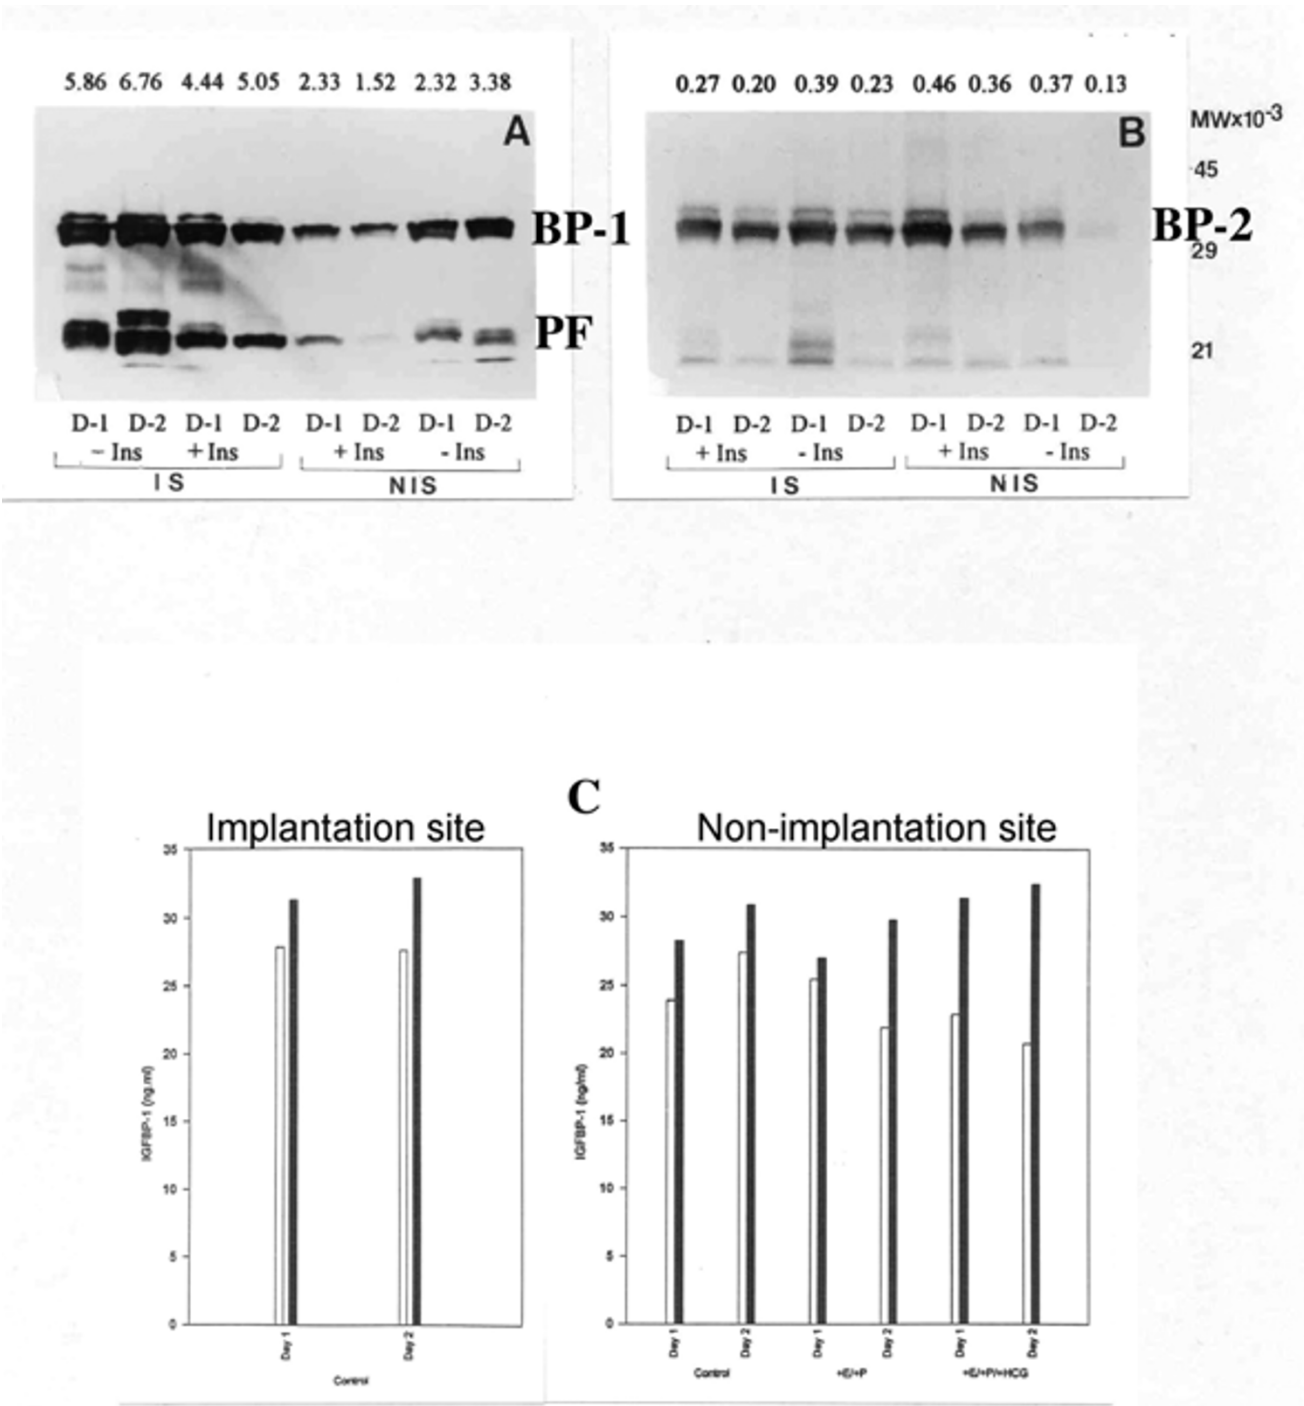 5.86 6.76 4.44 5.05 2.33 1.52 2.32 3.38
A
BP-1
PF
D-1 D-2 D-1 D-2 D-1 D-2 D-1 D-2
- Ins + Ins + Ins - Ins
IS NIS
0.27 0.20 0.39 0.23 0.46 0.36 0.37 0.13
B
MWx10-3
45
BP-2
29
21
D-1 D-2 D-1 D-2 D-1 D-2 D-1 D-2
+ Ins - Ins + Ins - Ins
IS NIS
C
Implantation site
35
30
25
20
15
10
5
0
IGFBP-1 (ng.ml)
Day 1 Day 2
Control
Non-implantation site
35
30
25
20
15
10
5
0
IGFBP-1 (ng/ml)
Day 1 Day 2 Day 1 Day 2 Day 1 Day 2
Control +E/+P +E/+P/+HCG